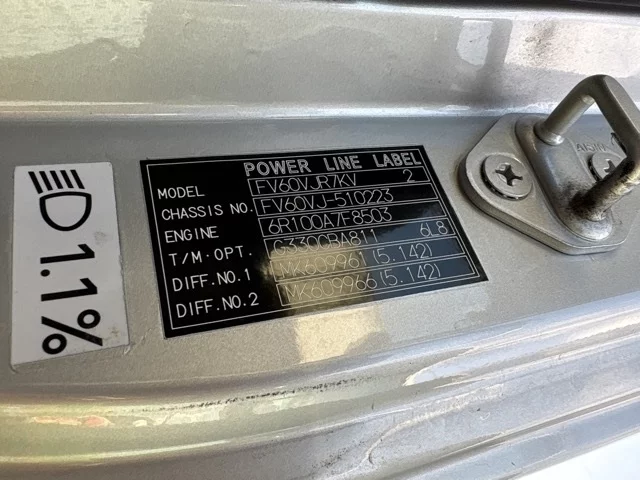 POWER LINE LABEL
MODEL FV60VJR7KV 2
CHASSIS NO. FV60VJ-510223
ENGINE 6R100A7F8503
T/M.OPT. G330CBA811 6L8
DIFF.NO.1 MK609961(5.142)
DIFF.NO.2 MK609966(5.142)
1.1%
AISIN